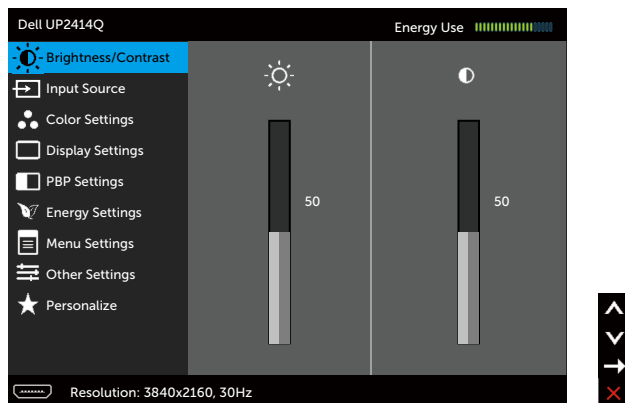 Dell UP2414Q
Energy Use
Brightness/Contrast
Input Source
Color Settings
Display Settings
PBP Settings
Energy Settings
Menu Settings
Other Settings
Personalize
50
50
Resolution: 3840x2160, 30Hz